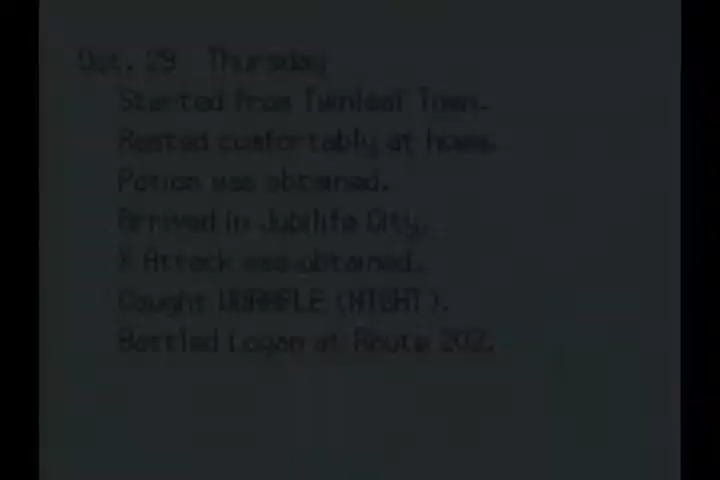 Oct. 29 Thursday
Started from Twinleaf Town.
Rested comfortably at home.
Potion was obtained.
Arrived in Jubilife City.
X Attack was obtained.
Caught (NIGHT).
Battled Logan at Route 202.